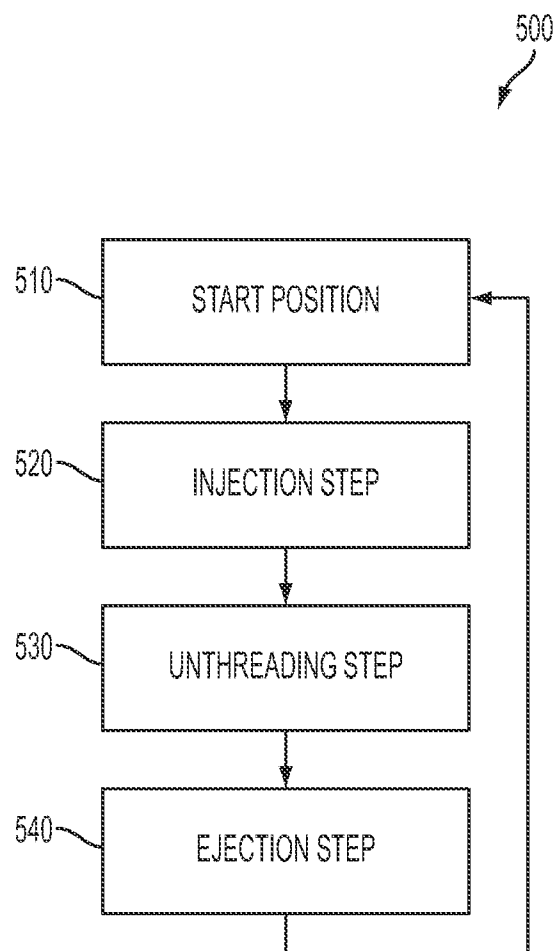 500
510
START POSITION
520
INJECTION STEP
530
UNTHREADING STEP
540
EJECTION STEP